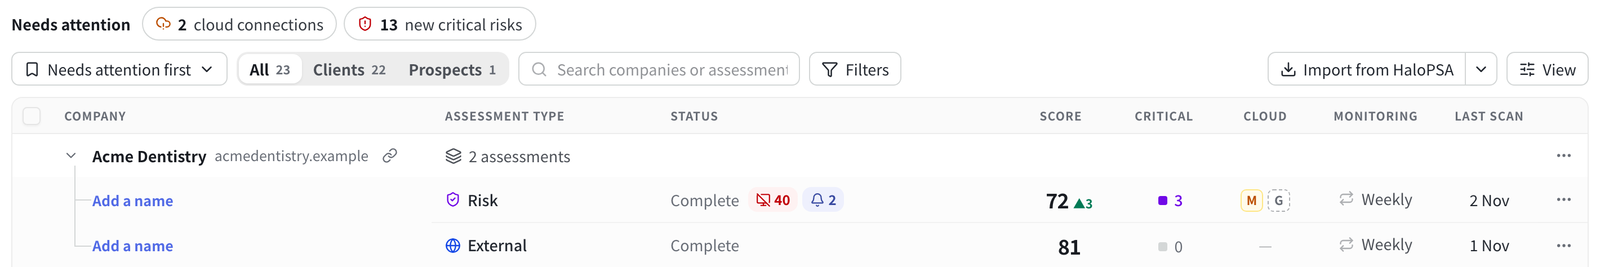 Needs attention 2 cloud connections 13 new critical risks
Needs attention first All 23 Clients 22 Prospects 1 Search companies or assessment Filters Import from HaloPSA View
COMPANY ASSESSMENT TYPE STATUS SCORE CRITICAL CLOUD MONITORING LAST SCAN
Acme Dentistry acmedentistry.example 2 assessments
Add a name Risk Complete 40 2 72 ▲3 3 M G Weekly 2 Nov
Add a name External Complete 81 0 — Weekly 1 Nov